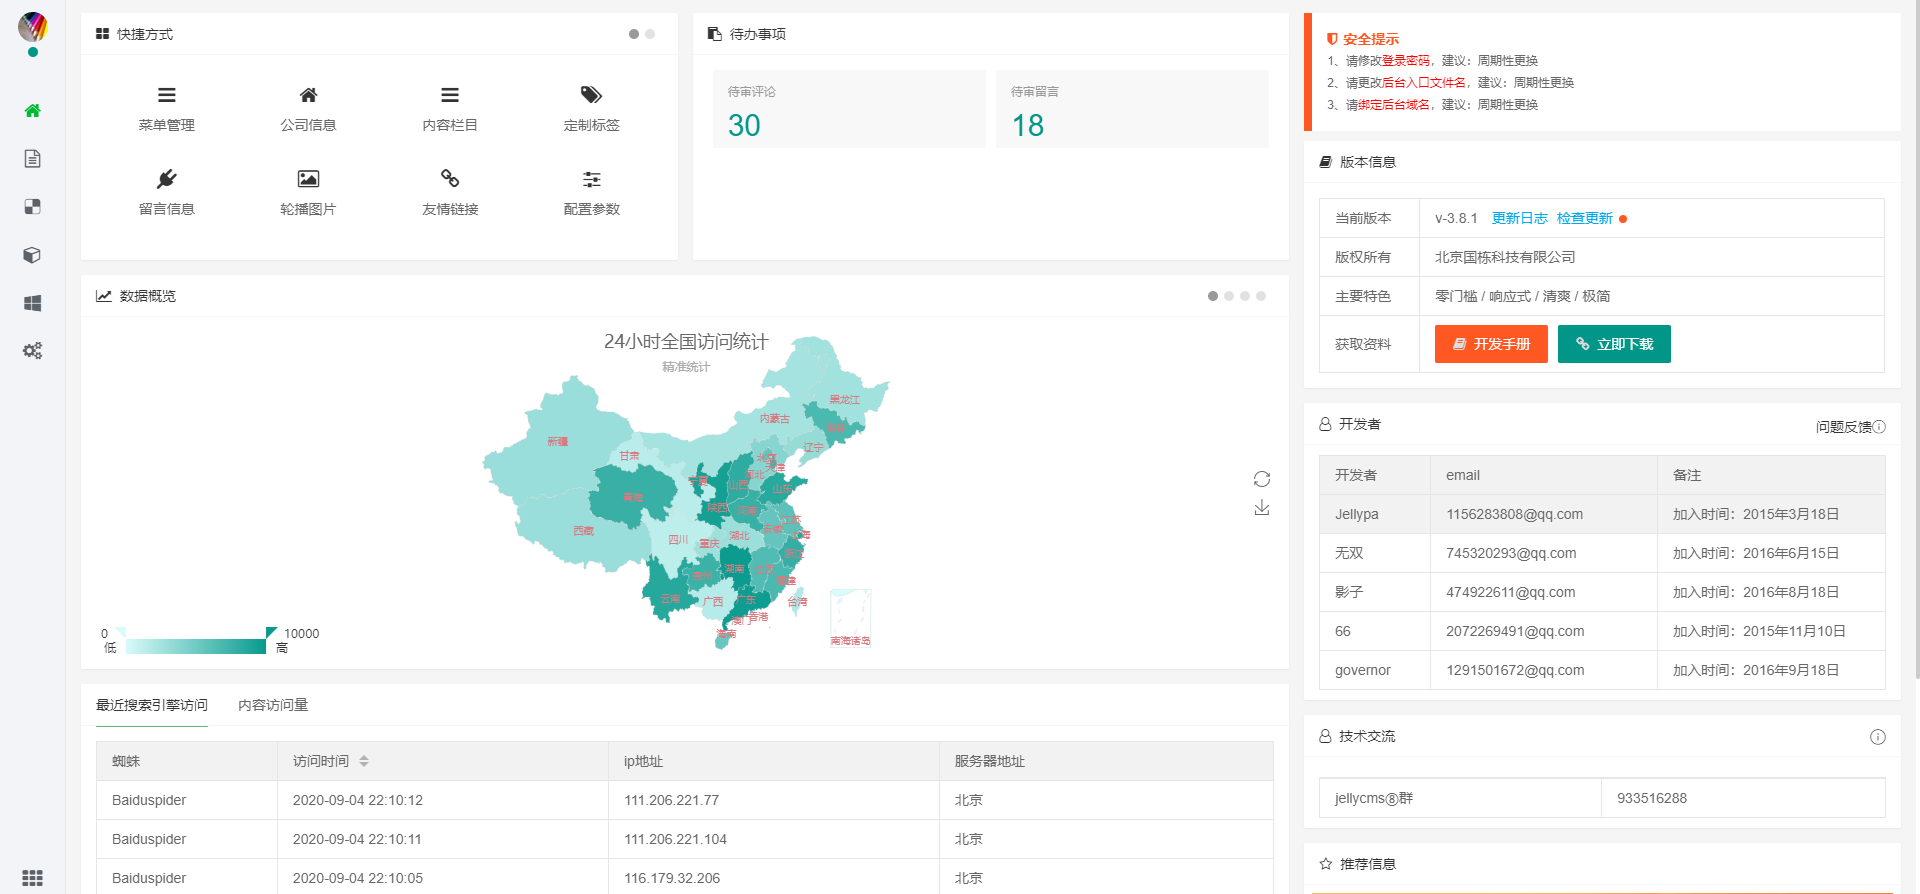 快捷方式
菜单管理
公司信息
内容栏目
定制标签
留言信息
轮播图片
友情链接
配置参数
待办事项
待审评论
30
待审留言
18
安全提示
1、请修改登录密码，建议：周期性更换
2、请更改后台入口文件名，建议：周期性更换
3、请绑定后台域名，建议：周期性更换
版本信息
当前版本 v-3.8.1 更新日志 检查更新
版权所有 北京国栋科技有限公司
主要特色 零门槛 / 响应式 / 清爽 / 极简
获取资料 开发手册 立即下载
数据概览
24小时全国访问统计
精准统计
黑龙江
内蒙古
辽宁
新疆
甘肃
北京
天津
河北
山东
青海
陕西
河南
西藏
四川
重庆
湖北
湖南
贵州
云南
广西
广东
福建
台湾
香港
澳门
海南
南海诸岛
0
低
10000
高
开发者
问题反馈
开发者 email 备注
Jellypa 1156283808@qq.com 加入时间：2015年3月18日
无双 745320293@qq.com 加入时间：2016年6月15日
影子 474922611@qq.com 加入时间：2016年8月18日
66 2072269491@qq.com 加入时间：2015年11月10日
governor 1291501672@qq.com 加入时间：2016年9月18日
技术交流
jellycms⑧群 933516288
推荐信息
最近搜索引擎访问 内容访问量
蜘蛛 访问时间 ip地址 服务器地址
Baiduspider 2020-09-04 22:10:12 111.206.221.77 北京
Baiduspider 2020-09-04 22:10:11 111.206.221.104 北京
Baiduspider 2020-09-04 22:10:05 116.179.32.206 北京